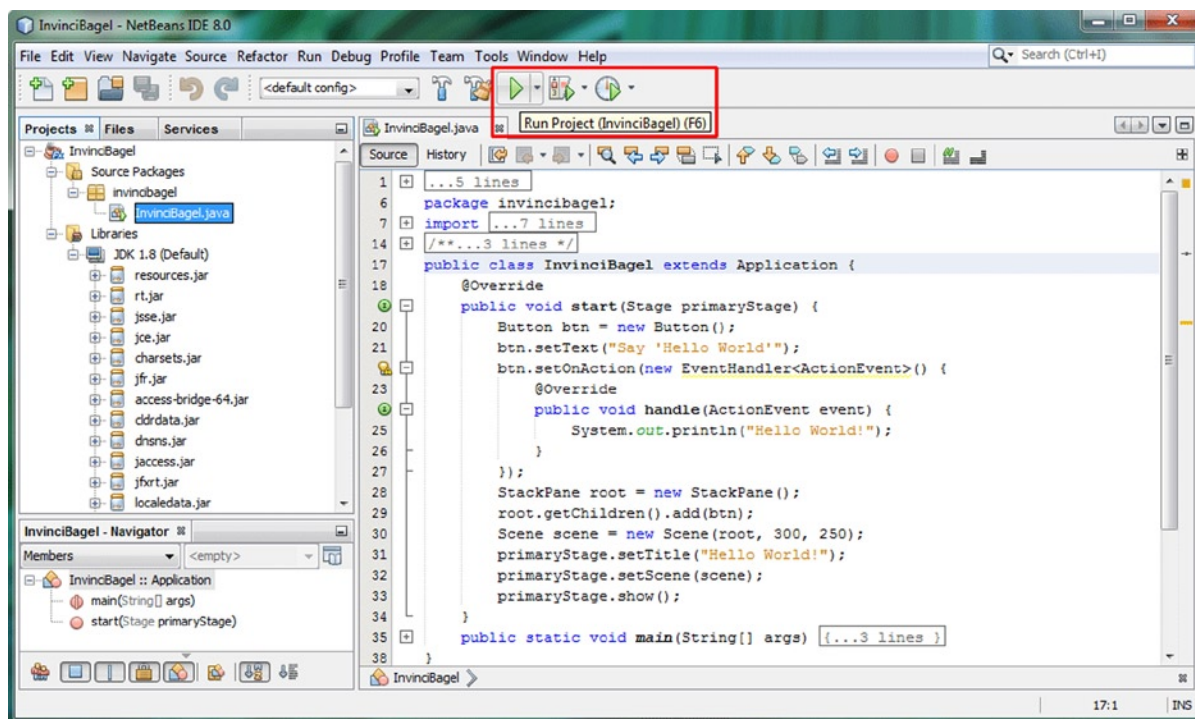 InvinciBagel - NetBeans IDE 8.0
File Edit View Navigate Source Refactor Run Debug Profile Team Tools Window Help
Search (Ctrl+I)
<default config>
Run Project (InvinciBagel) (F6)
Projects Files Services
InvinciBagel
Source Packages
invincibagel
InvinciBagel.java
Libraries
JDK 1.8 (Default)
resources.jar
rt.jar
jsse.jar
jce.jar
charsets.jar
jfr.jar
access-bridge-64.jar
cldrdata.jar
dnsns.jar
jaccess.jar
jfxrt.jar
localedata.jar
InvinciBagel - Navigator
Members <empty>
InvinciBagel :: Application
main(String[] args)
start(Stage primaryStage)
InvinciBagel.java
Source History
1 ...5 lines
6 package invincibagel;
7 import ...7 lines
14 /**...3 lines */
17 public class InvinciBagel extends Application {
18 @Override
public void start(Stage primaryStage) {
20 Button btn = new Button();
21 btn.setText("Say 'Hello World'");
btn.setOnAction(new EventHandler<ActionEvent>() {
23 @Override
public void handle(ActionEvent event) {
25 System.out.println("Hello World!");
26 }
27 });
28 StackPane root = new StackPane();
29 root.getChildren().add(btn);
30 Scene scene = new Scene(root, 300, 250);
31 primaryStage.setTitle("Hello World!");
32 primaryStage.setScene(scene);
33 primaryStage.show();
34 }
35 public static void main(String[] args) {...3 lines }
38 }
InvinciBagel
17:1 INS